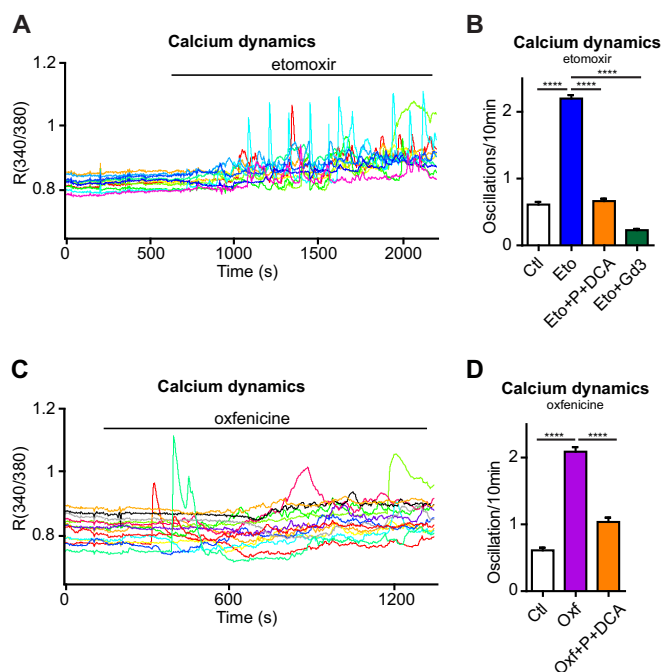 A
Calcium dynamics
etomoxir
1.2
1
0.8
R(340/380)
0
500
1000
1500
2000
Time (s)
B
Calcium dynamics
etomoxir
****
**** ****
2
1
0
Oscillations/10min
Ctl
Eto
Eto+P+DCA
Eto+Gd3
C
Calcium dynamics
oxfenicine
1.2
1
0.8
R(340/380)
0
600
1200
Time (s)
D
Calcium dynamics
oxfenicine
**** ****
2
1
0
Oscillation/10min
Ctl
Oxf
Oxf+P+DCA